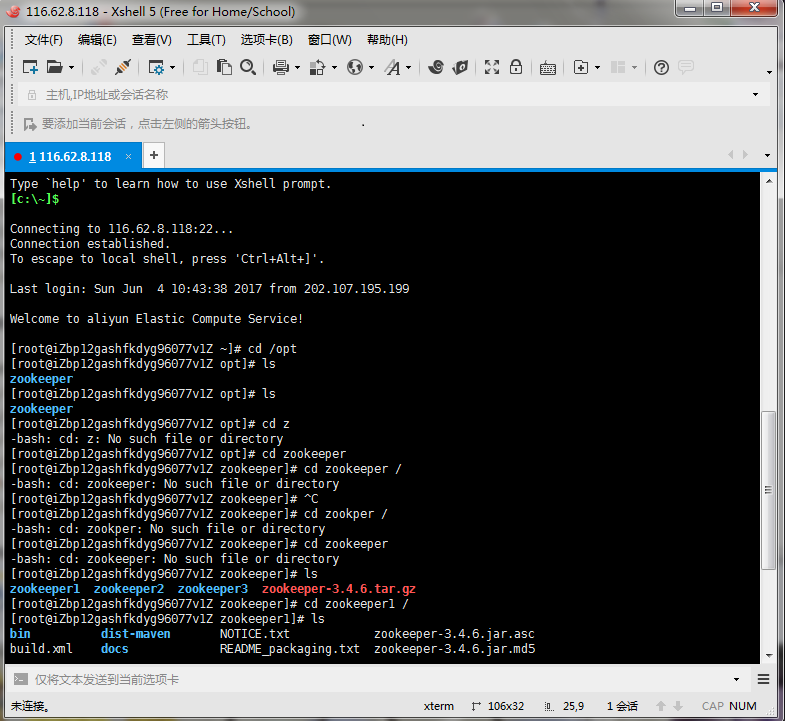 116.62.8.118 - Xshell 5 (Free for Home/School)
文件(F) 编辑(E) 查看(V) 工具(T) 选项卡(B) 窗口(W) 帮助(H)
主机,IP地址或会话名称
要添加当前会话，点击左侧的箭头按钮。
1 116.62.8.118 × +
Type `help' to learn how to use Xshell prompt.
[c:\~]$
Connecting to 116.62.8.118:22...
Connection established.
To escape to local shell, press 'Ctrl+Alt+]'.
Last login: Sun Jun  4 10:43:38 2017 from 202.107.195.199
Welcome to aliyun Elastic Compute Service!
[root@iZbp12gashfkdyg96077v1Z ~]# cd /opt
[root@iZbp12gashfkdyg96077v1Z opt]# ls
zookeeper
[root@iZbp12gashfkdyg96077v1Z opt]# ls
zookeeper
[root@iZbp12gashfkdyg96077v1Z opt]# cd z
-bash: cd: z: No such file or directory
[root@iZbp12gashfkdyg96077v1Z opt]# cd zookeeper
[root@iZbp12gashfkdyg96077v1Z zookeeper]# cd zookeeper /
-bash: cd: zookeeper: No such file or directory
[root@iZbp12gashfkdyg96077v1Z zookeeper]# ^C
[root@iZbp12gashfkdyg96077v1Z zookeeper]# cd zookper /
-bash: cd: zookper: No such file or directory
[root@iZbp12gashfkdyg96077v1Z zookeeper]# cd zookeeper
-bash: cd: zookeeper: No such file or directory
[root@iZbp12gashfkdyg96077v1Z zookeeper]# ls
zookeeper1  zookeeper2  zookeeper3  zookeeper-3.4.6.tar.gz
[root@iZbp12gashfkdyg96077v1Z zookeeper]# cd zookeeper1 /
[root@iZbp12gashfkdyg96077v1Z zookeeper1]# ls
bin          dist-maven       NOTICE.txt            zookeeper-3.4.6.jar.asc
build.xml    docs             README_packaging.txt  zookeeper-3.4.6.jar.md5
仅将文本发送到当前选项卡
未连接。 xterm 106x32 25,9 1 会话 CAP NUM